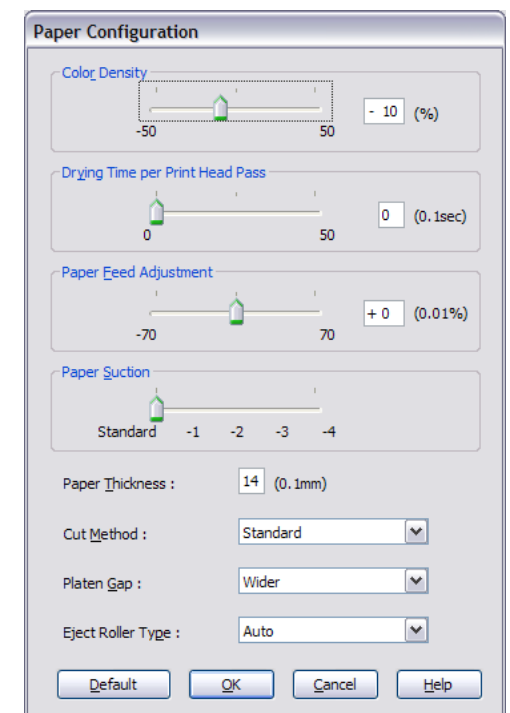 Paper Configuration
Color Density
- 10 (%)
-50 50
Drying Time per Print Head Pass
0 (0.1sec)
0 50
Paper Feed Adjustment
+ 0 (0.01%)
-70 70
Paper Suction
Standard -1 -2 -3 -4
Paper Thickness : 14 (0.1mm)
Cut Method : Standard
Platen Gap : Wider
Eject Roller Type : Auto
Default OK Cancel Help